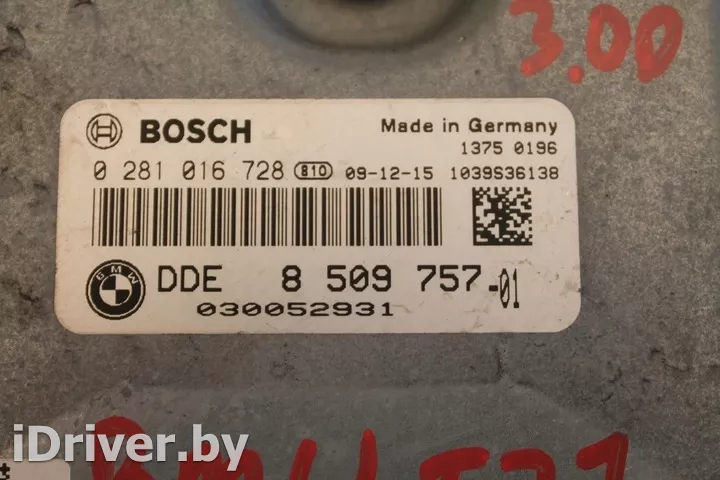 3.00
BOSCH Made in Germany
1375 0196
0 281 016 728 810 09-12-15 1039S36138
BMW DDE 8 509 757-01
030052931
iDriver.by